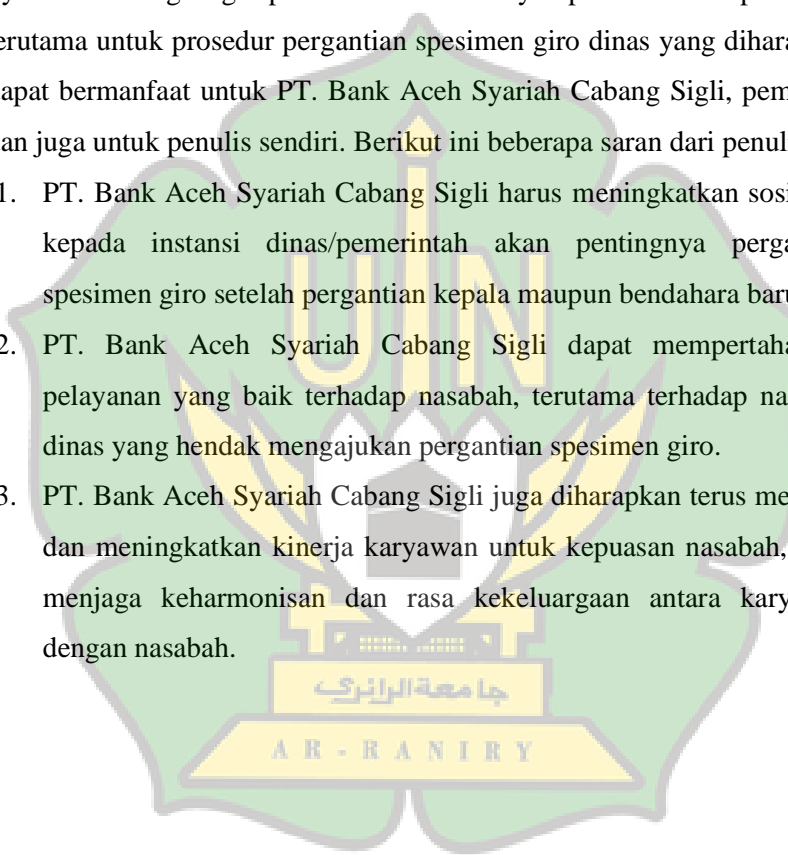 erutama untuk prosedur pergantian spesimen giro dinas yang dihara
apat bermanfaat untuk PT. Bank Aceh Syariah Cabang Sigli, pem
an juga untuk penulis sendiri. Berikut ini beberapa saran dari penul
1. PT. Bank Aceh Syariah Cabang Sigli harus meningkatkan sosi
kepada instansi dinas/pemerintah akan pentingnya perga
spesimen giro setelah pergantian kepala maupun bendahara baru
2. PT. Bank Aceh Syariah Cabang Sigli dapat mempertaha
pelayanan yang baik terhadap nasabah, terutama terhadap na
dinas yang hendak mengajukan pergantian spesimen giro.
3. PT. Bank Aceh Syariah Cabang Sigli juga diharapkan terus me
dan meningkatkan kinerja karyawan untuk kepuasan nasabah,
menjaga keharmonisan dan rasa kekeluargaan antara kary
dengan nasabah.
UIN
جامعة الرانري
AR-RANIRY